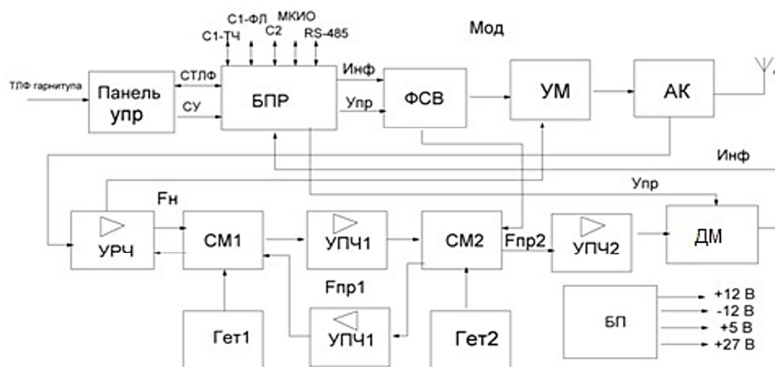 С1-ФЛ
МКИО
С1-ТЧ
С2
RS-485
Мод
ТЛФ гарнитупа
Панель
упр
СТЛФ
СУ
БПР
Инф
Упр
ФСВ
УМ
АК
Инф
Упр
Fн
УРЧ
СМ1
УПЧ1
СМ2
Fпр2
УПЧ2
ДМ
Fпр1
Гет1
УПЧ1
Гет2
БП
+12 В
-12 В
+5 В
+27 В